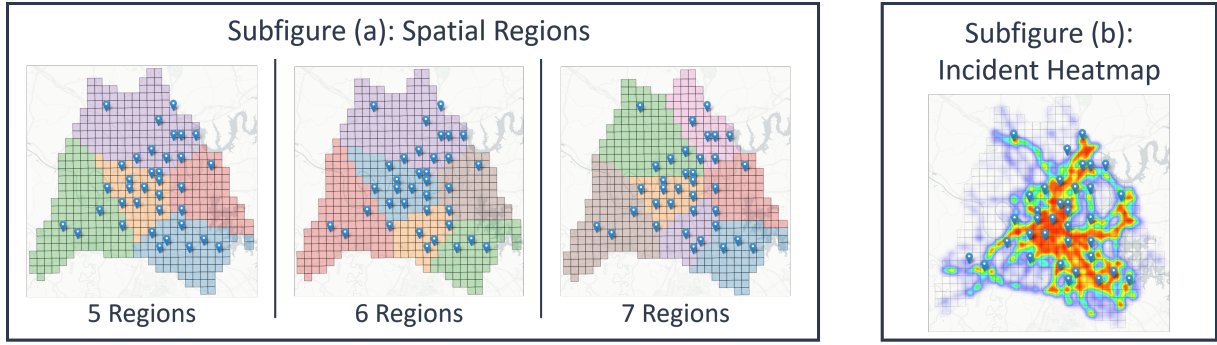 Subfigure (a): Spatial Regions
5 Regions
6 Regions
7 Regions
Subfigure (b):
Incident Heatmap